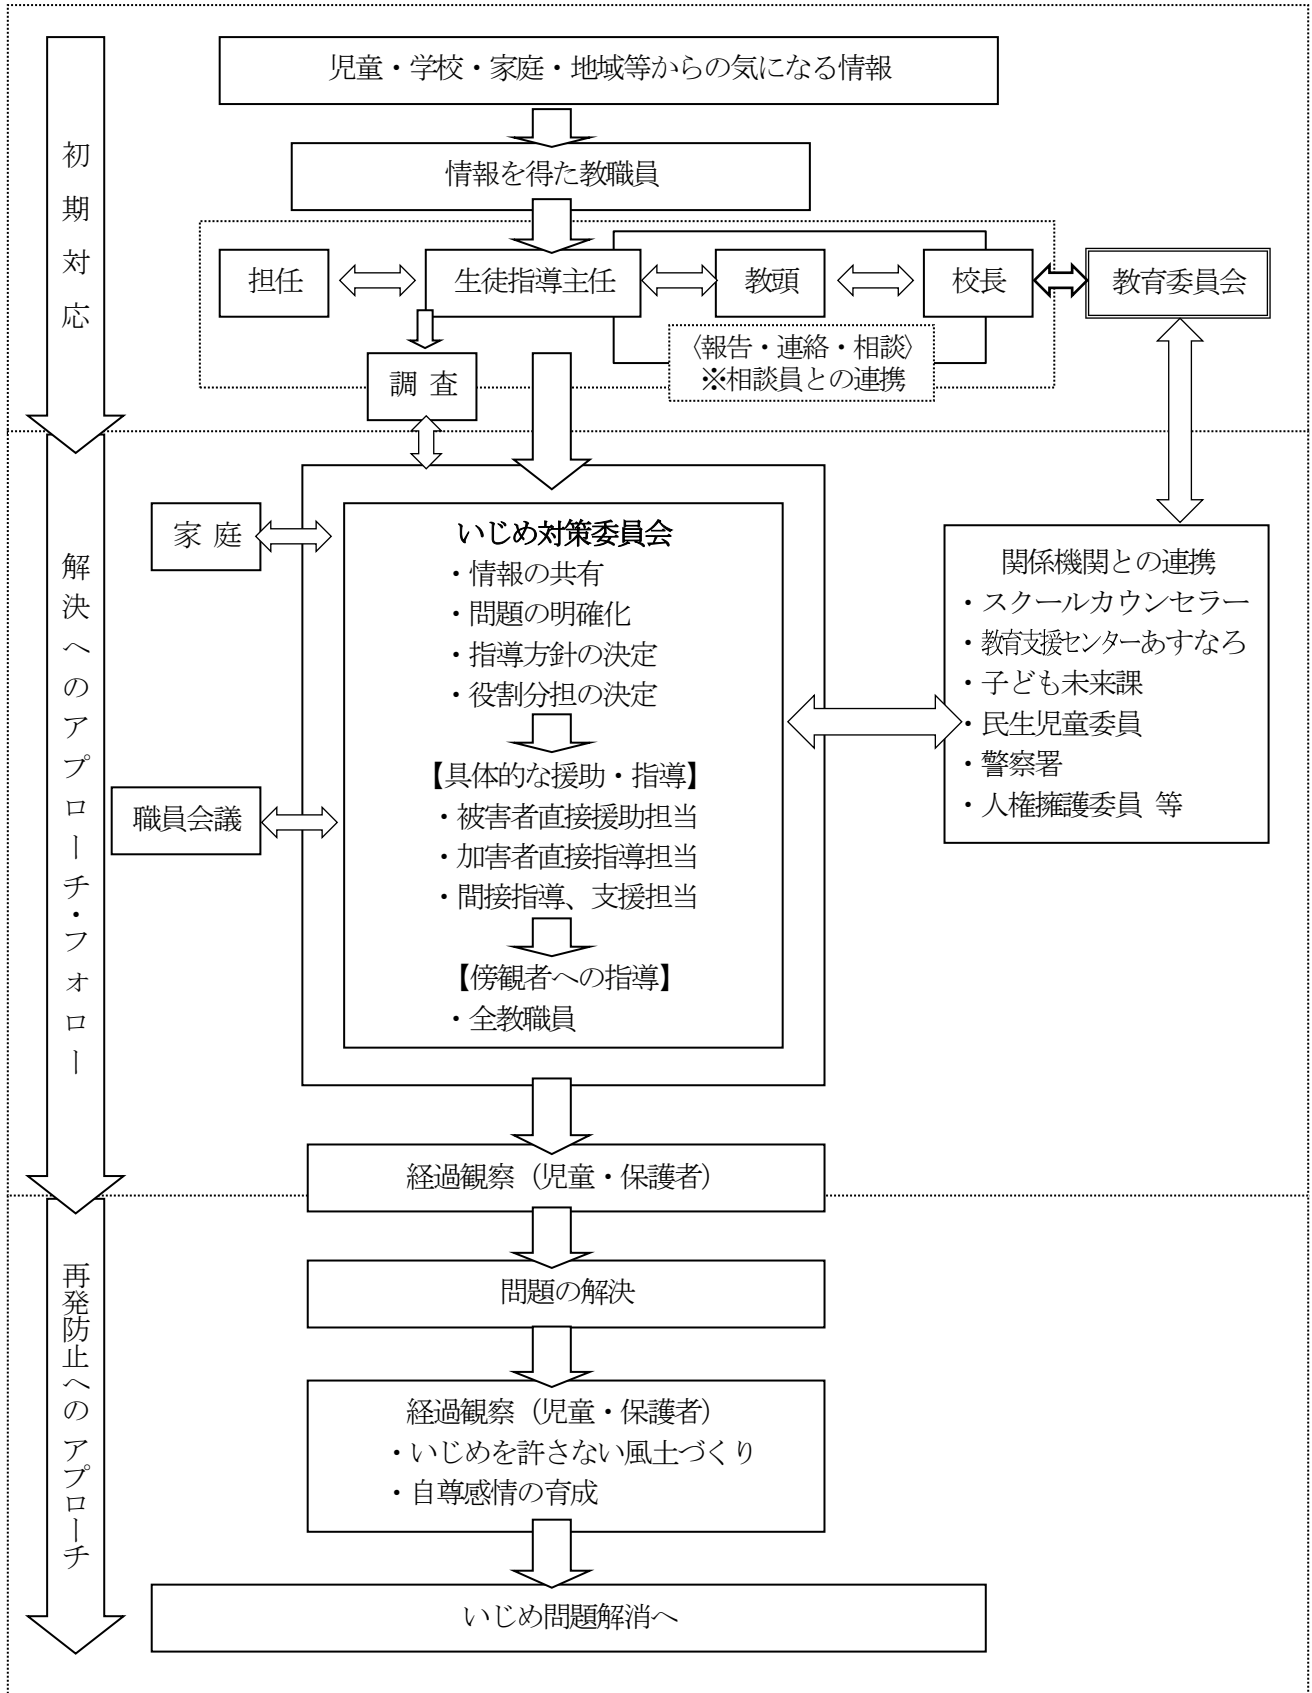 児童・学校・家庭・地域等からの気になる情報
初期対応
情報を得た教職員
担任
生徒指導主任
教頭
校長
教育委員会
〈報告・連絡・相談〉
※相談員との連携
調 査
解決へのアプローチ・フォロー
家 庭
いじめ対策委員会
・情報の共有
・問題の明確化
・指導方針の決定
・役割分担の決定
【具体的な援助・指導】
・被害者直接援助担当
・加害者直接指導担当
・間接指導、支援担当
【傍観者への指導】
・全教職員
職員会議
関係機関との連携
・スクールカウンセラー
・教育支援センターあすなろ
・子ども未来課
・民生児童委員
・警察署
・人権擁護委員 等
経過観察（児童・保護者）
再発防止へのアプローチ
問題の解決
経過観察（児童・保護者）
・いじめを許さない風土づくり
・自尊感情の育成
いじめ問題解消へ